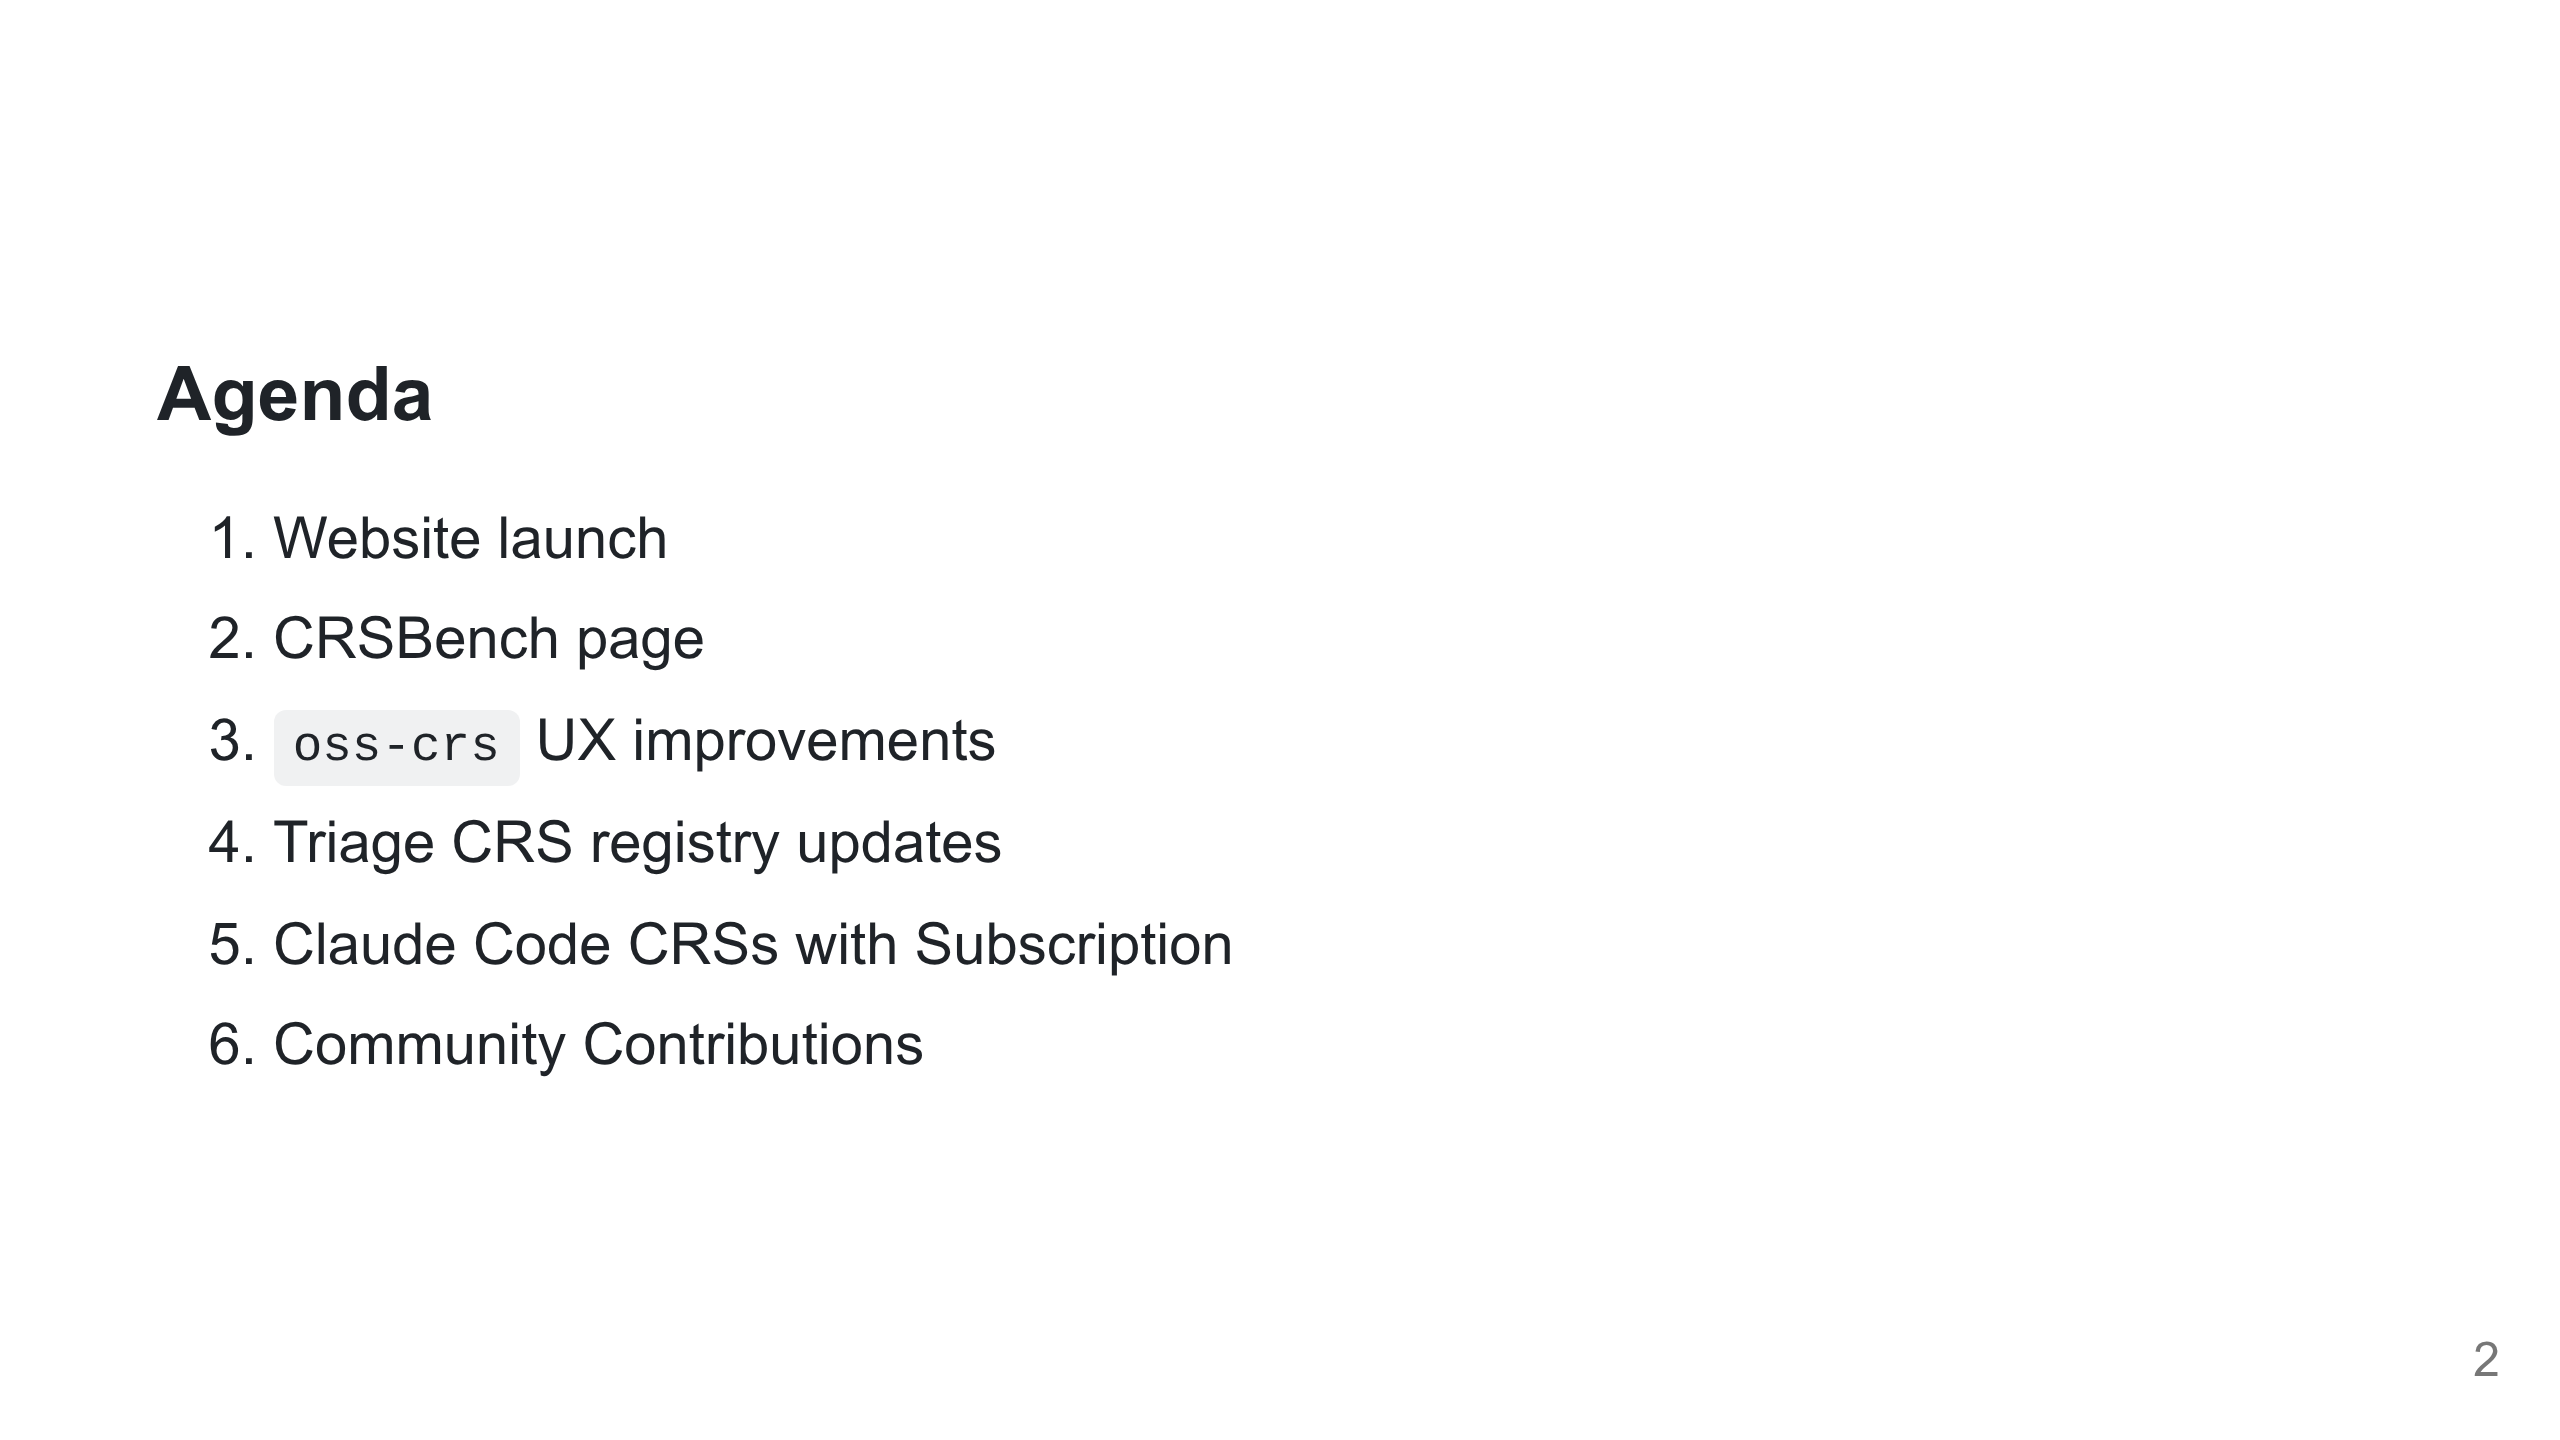 Agenda
1. Website launch
2. CRSBench page
3. oss-crs UX improvements
4. Triage CRS registry updates
5. Claude Code CRSs with Subscription
6. Community Contributions
2